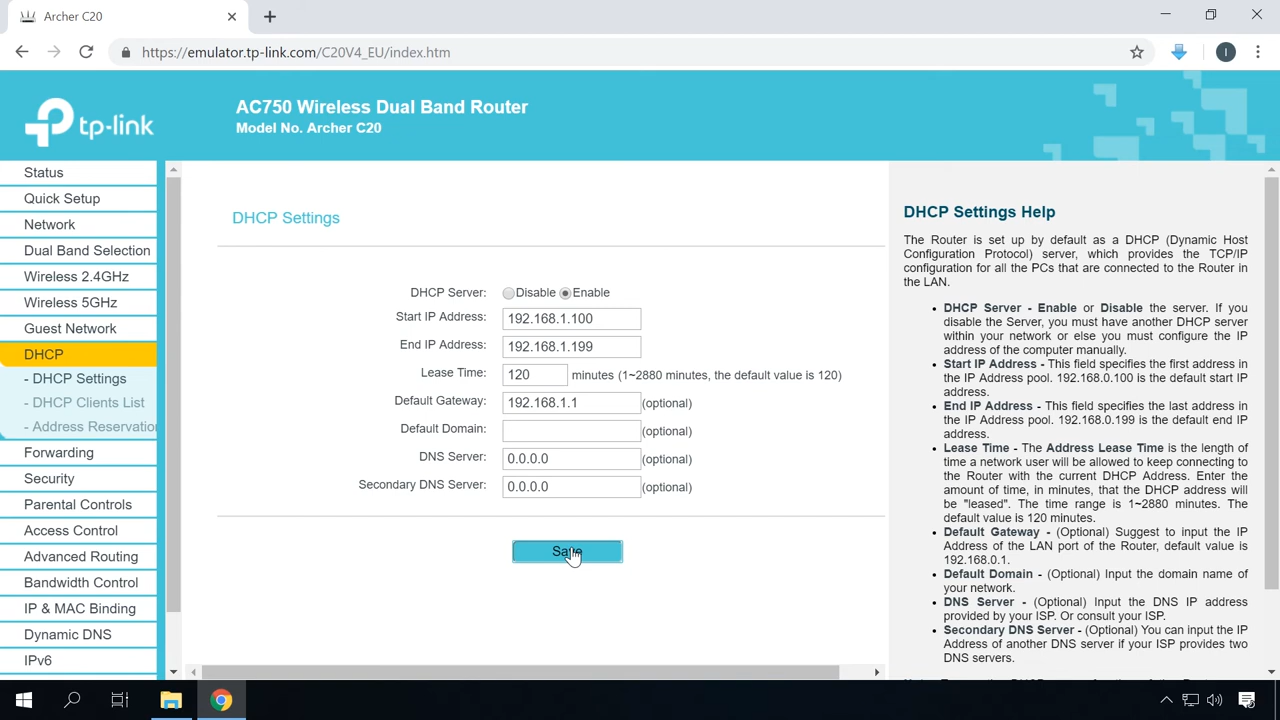 Archer C20
https://emulator.tp-link.com/C20V4_EU/index.htm
I
tp-link
AC750 Wireless Dual Band Router
Model No. Archer C20
Status
Quick Setup
Network
Dual Band Selection
Wireless 2.4GHz
Wireless 5GHz
Guest Network
DHCP
- DHCP Settings
- DHCP Clients List
- Address Reservation
Forwarding
Security
Parental Controls
Access Control
Advanced Routing
Bandwidth Control
IP & MAC Binding
Dynamic DNS
IPv6
DHCP Settings
DHCP Server: Disable Enable
Start IP Address: 192.168.1.100
End IP Address: 192.168.1.199
Lease Time: 120 minutes (1~2880 minutes, the default value is 120)
Default Gateway: 192.168.1.1 (optional)
Default Domain: (optional)
DNS Server: 0.0.0.0 (optional)
Secondary DNS Server: 0.0.0.0 (optional)
Save
DHCP Settings Help
The Router is set up by default as a DHCP (Dynamic Host
Configuration Protocol) server, which provides the TCP/IP
configuration for all the PCs that are connected to the Router in
the LAN.
• DHCP Server - Enable or Disable the server. If you
disable the Server, you must have another DHCP server
within your network or else you must configure the IP
address of the computer manually.
• Start IP Address - This field specifies the first address in
the IP Address pool. 192.168.0.100 is the default start IP
address.
• End IP Address - This field specifies the last address in
the IP Address pool. 192.168.0.199 is the default end IP
address.
• Lease Time - The Address Lease Time is the length of
time a network user will be allowed to keep connecting to
the Router with the current DHCP Address. Enter the
amount of time, in minutes, that the DHCP address will
be "leased". The time range is 1~2880 minutes. The
default value is 120 minutes.
• Default Gateway - (Optional) Suggest to input the IP
Address of the LAN port of the Router, default value is
192.168.0.1.
• Default Domain - (Optional) Input the domain name of
your network.
• DNS Server - (Optional) Input the DNS IP address
provided by your ISP. Or consult your ISP.
• Secondary DNS Server - (Optional) You can input the IP
Address of another DNS server if your ISP provides two
DNS servers.